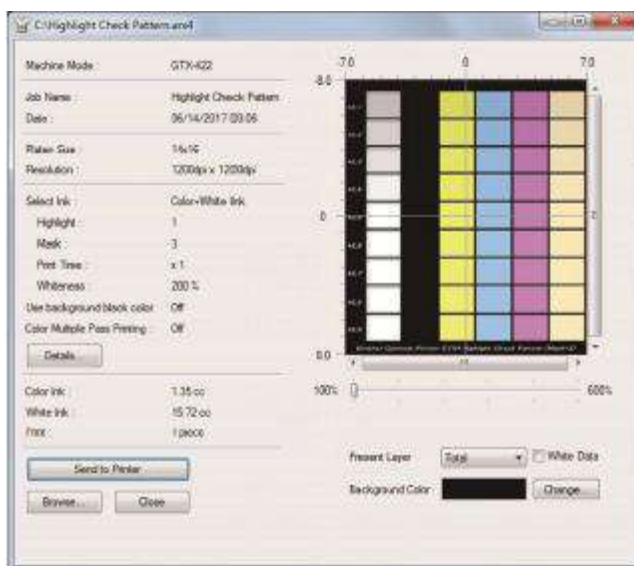 C:\Highlight Check Pattern.arx4
Machine Mode : GTX-422
Job Name : Highlight Check Pattern
Date : 06/14/2017 09:06
Platen Size : 14x16
Resolution : 1200dpi x 1200dpi
Select Ink : Color+White Ink
Highlight : 1
Mask : 3
Print Time : x 1
Whiteness : 200 %
Use background black color : Off
Color Multiple Pass Printing : Off
Details...
Color Ink : 1.35 cc
White Ink : 15.72 cc
Print : 1 piece
Send to Printer
Browse...
Close
-7.0 0 7.0
-8.0
0
0.0
100% 600%
Present Layer Total White Data
Background Color Change...